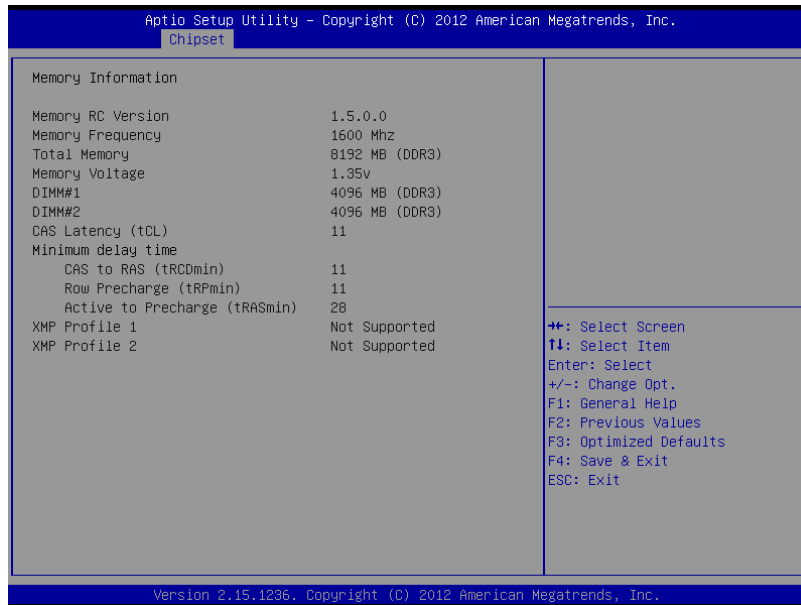 Aptio Setup Utility – Copyright (C) 2012 American Megatrends, Inc.
Chipset
Memory Information
Memory RC Version 1.5.0.0
Memory Frequency 1600 Mhz
Total Memory 8192 MB (DDR3)
Memory Voltage 1.35v
DIMM#1 4096 MB (DDR3)
DIMM#2 4096 MB (DDR3)
CAS Latency (tCL) 11
Minimum delay time
CAS to RAS (tRCDmin) 11
Row Precharge (tRPmin) 11
Active to Precharge (tRASmin) 28
XMP Profile 1 Not Supported
XMP Profile 2 Not Supported
→←: Select Screen
↑↓: Select Item
Enter: Select
+/-: Change Opt.
F1: General Help
F2: Previous Values
F3: Optimized Defaults
F4: Save & Exit
ESC: Exit
Version 2.15.1236. Copyright (C) 2012 American Megatrends, Inc.